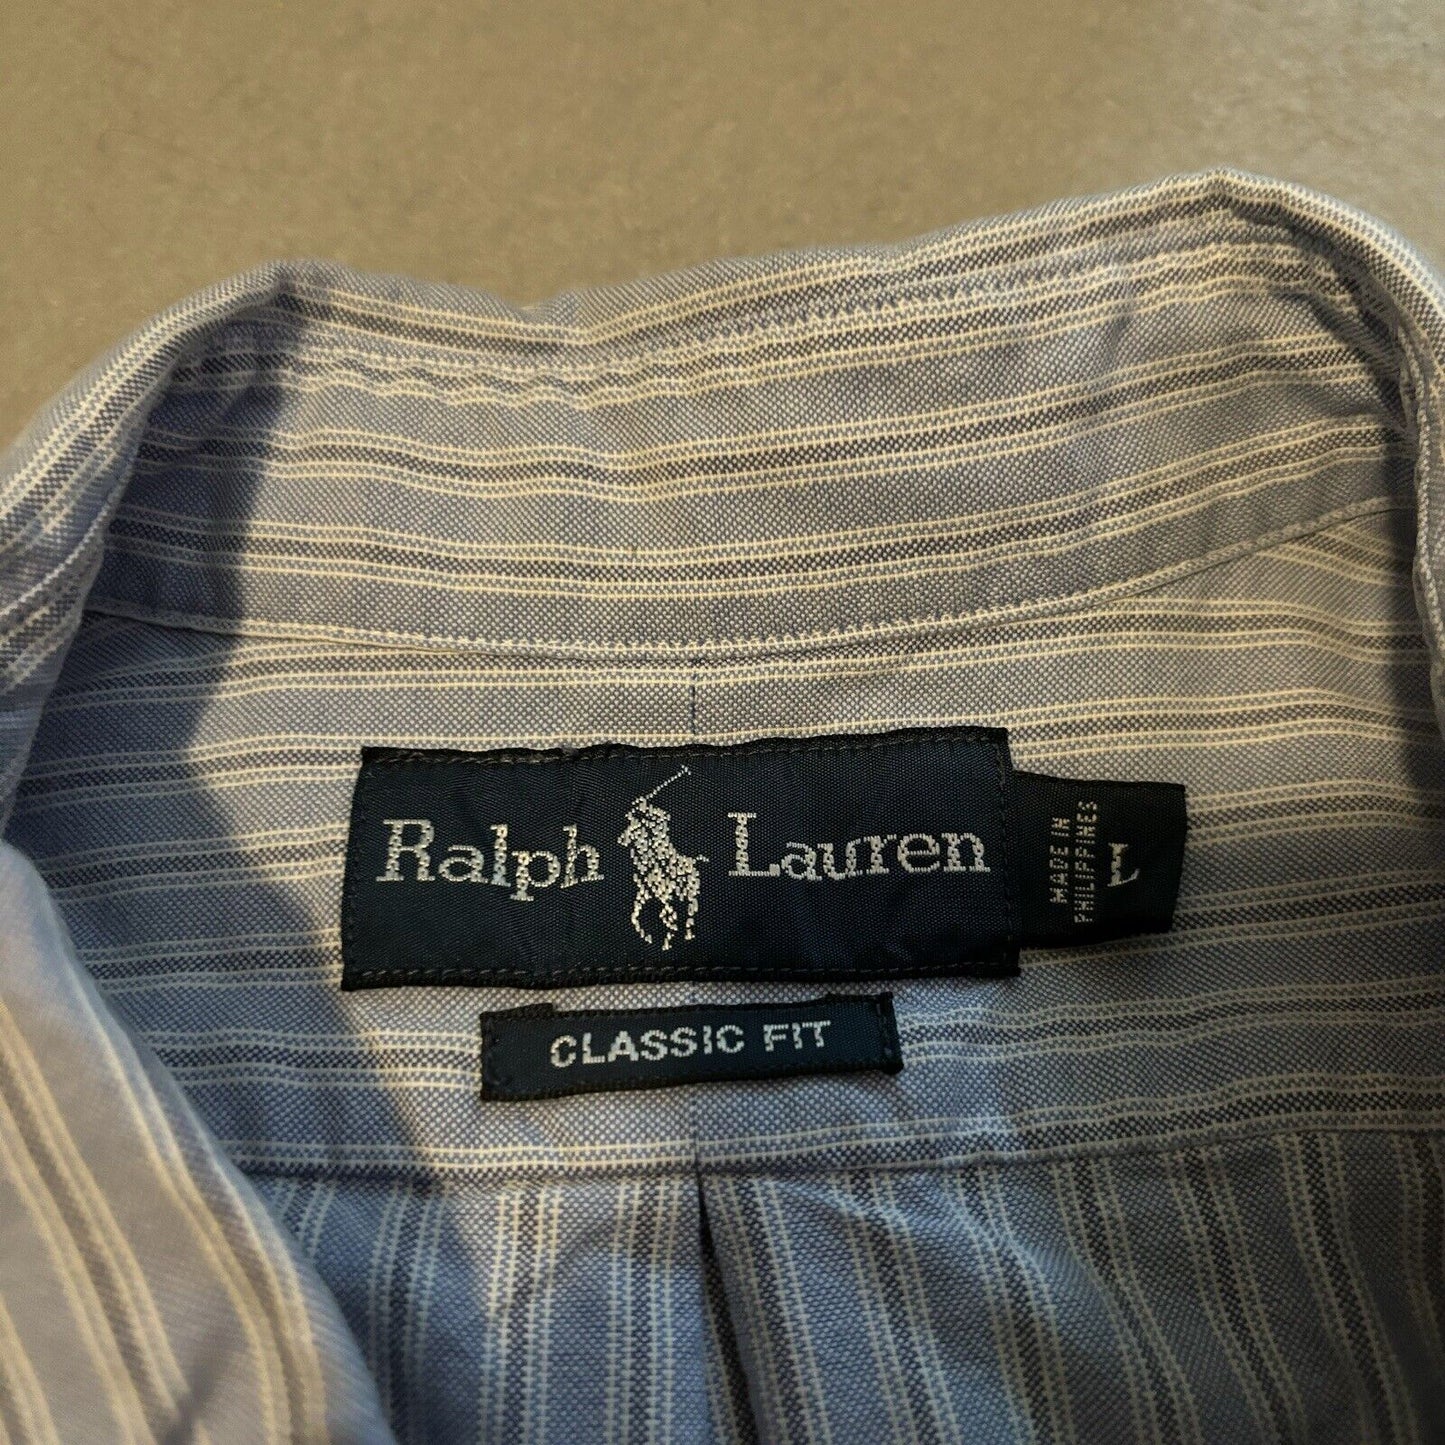 Ralph Lauren
MADE IN
PHILIPPINES
L
CLASSIC FIT